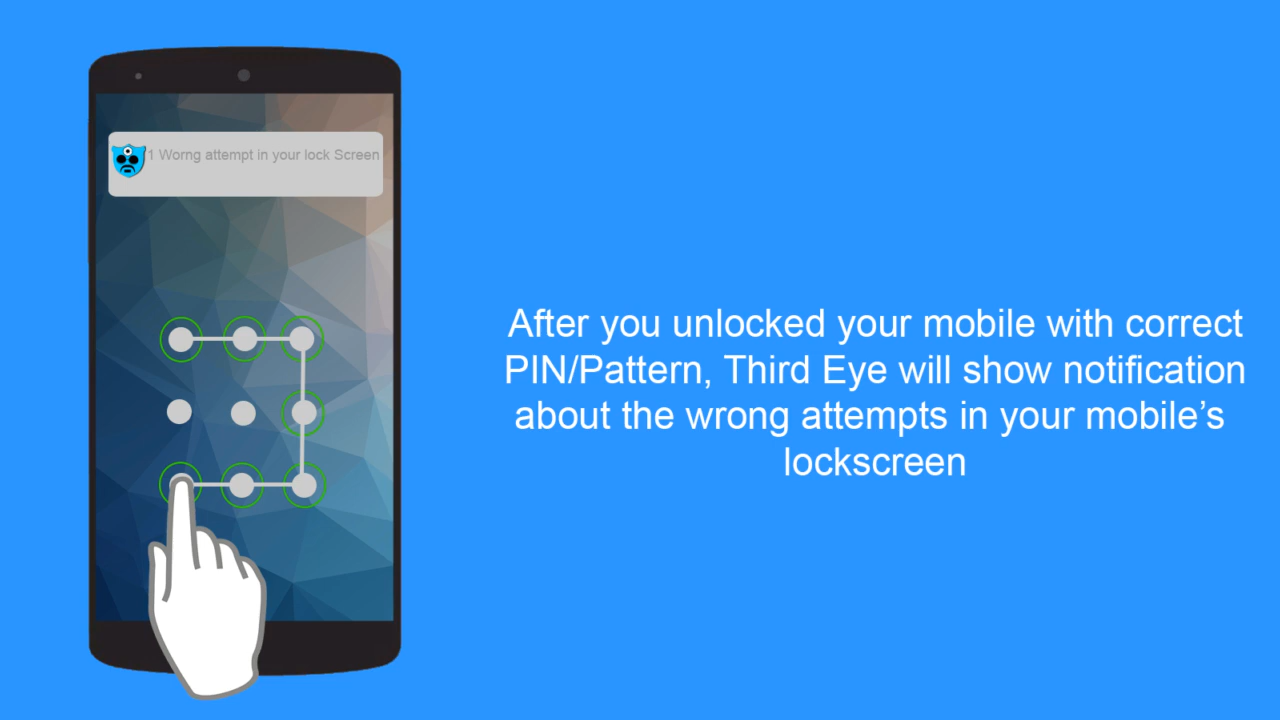 1 Worng attempt in your lock Screen
After you unlocked your mobile with correct
PIN/Pattern, Third Eye will show notification
about the wrong attempts in your mobile’s
lockscreen